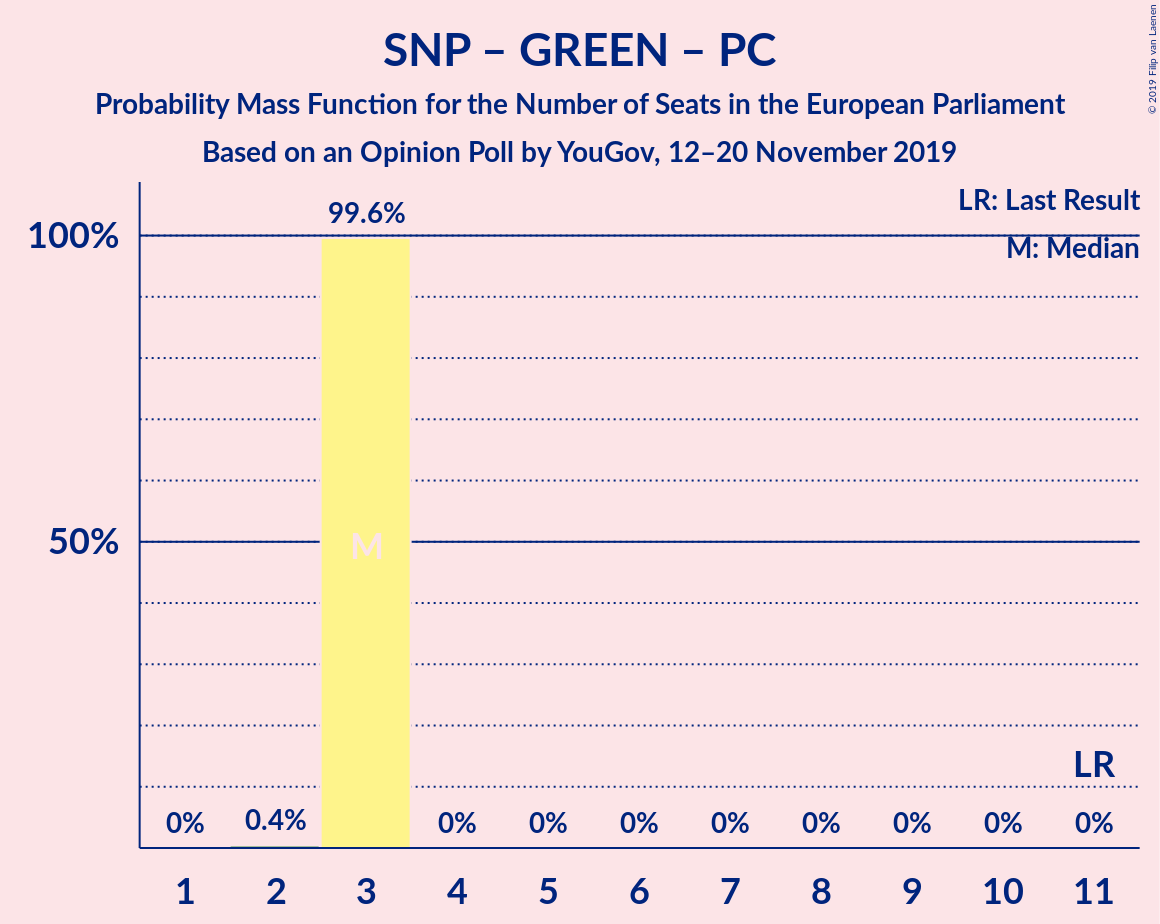 SNP – GREEN – PC
Probability Mass Function for the Number of Seats in the European Parliament
Based on an Opinion Poll by YouGov, 12–20 November 2019
© 2019 Filip van Laenen
LR: Last Result
M: Median
99.6%
100%
50%
M
LR
0% 0.4% 0% 0% 0% 0% 0% 0% 0% 0%
1 2 3 4 5 6 7 8 9 10 11